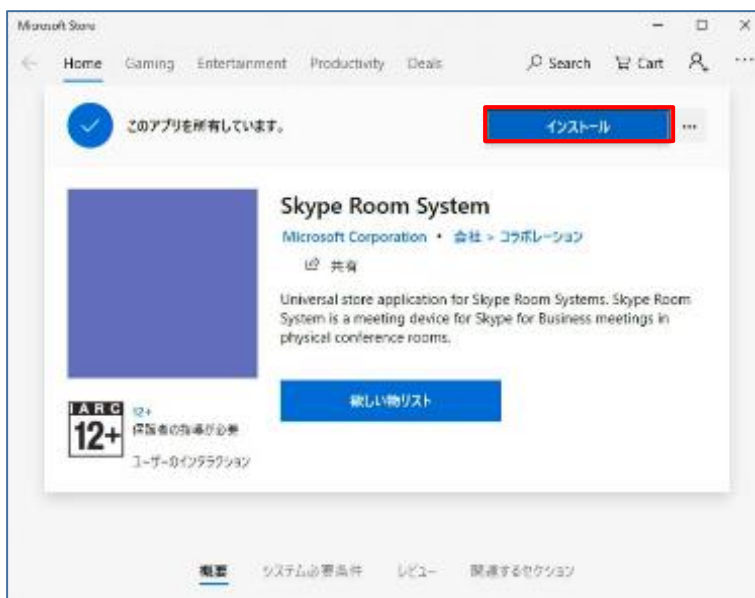 Microsoft Store
Home Gaming Entertainment Productivity Deals Search Cart
このアプリを所有しています。
インストール
Skype Room System
Microsoft Corporation • 会社 > コラボレーション
共有
Universal store application for Skype Room Systems. Skype Room
System is a meeting device for Skype for Business meetings in
physical conference rooms.
欲しい物リスト
IARC
12+
12+
保護者の指導が必要
ユーザーのインタラクション
概要 システム必要条件 レビュー 関連するセクション